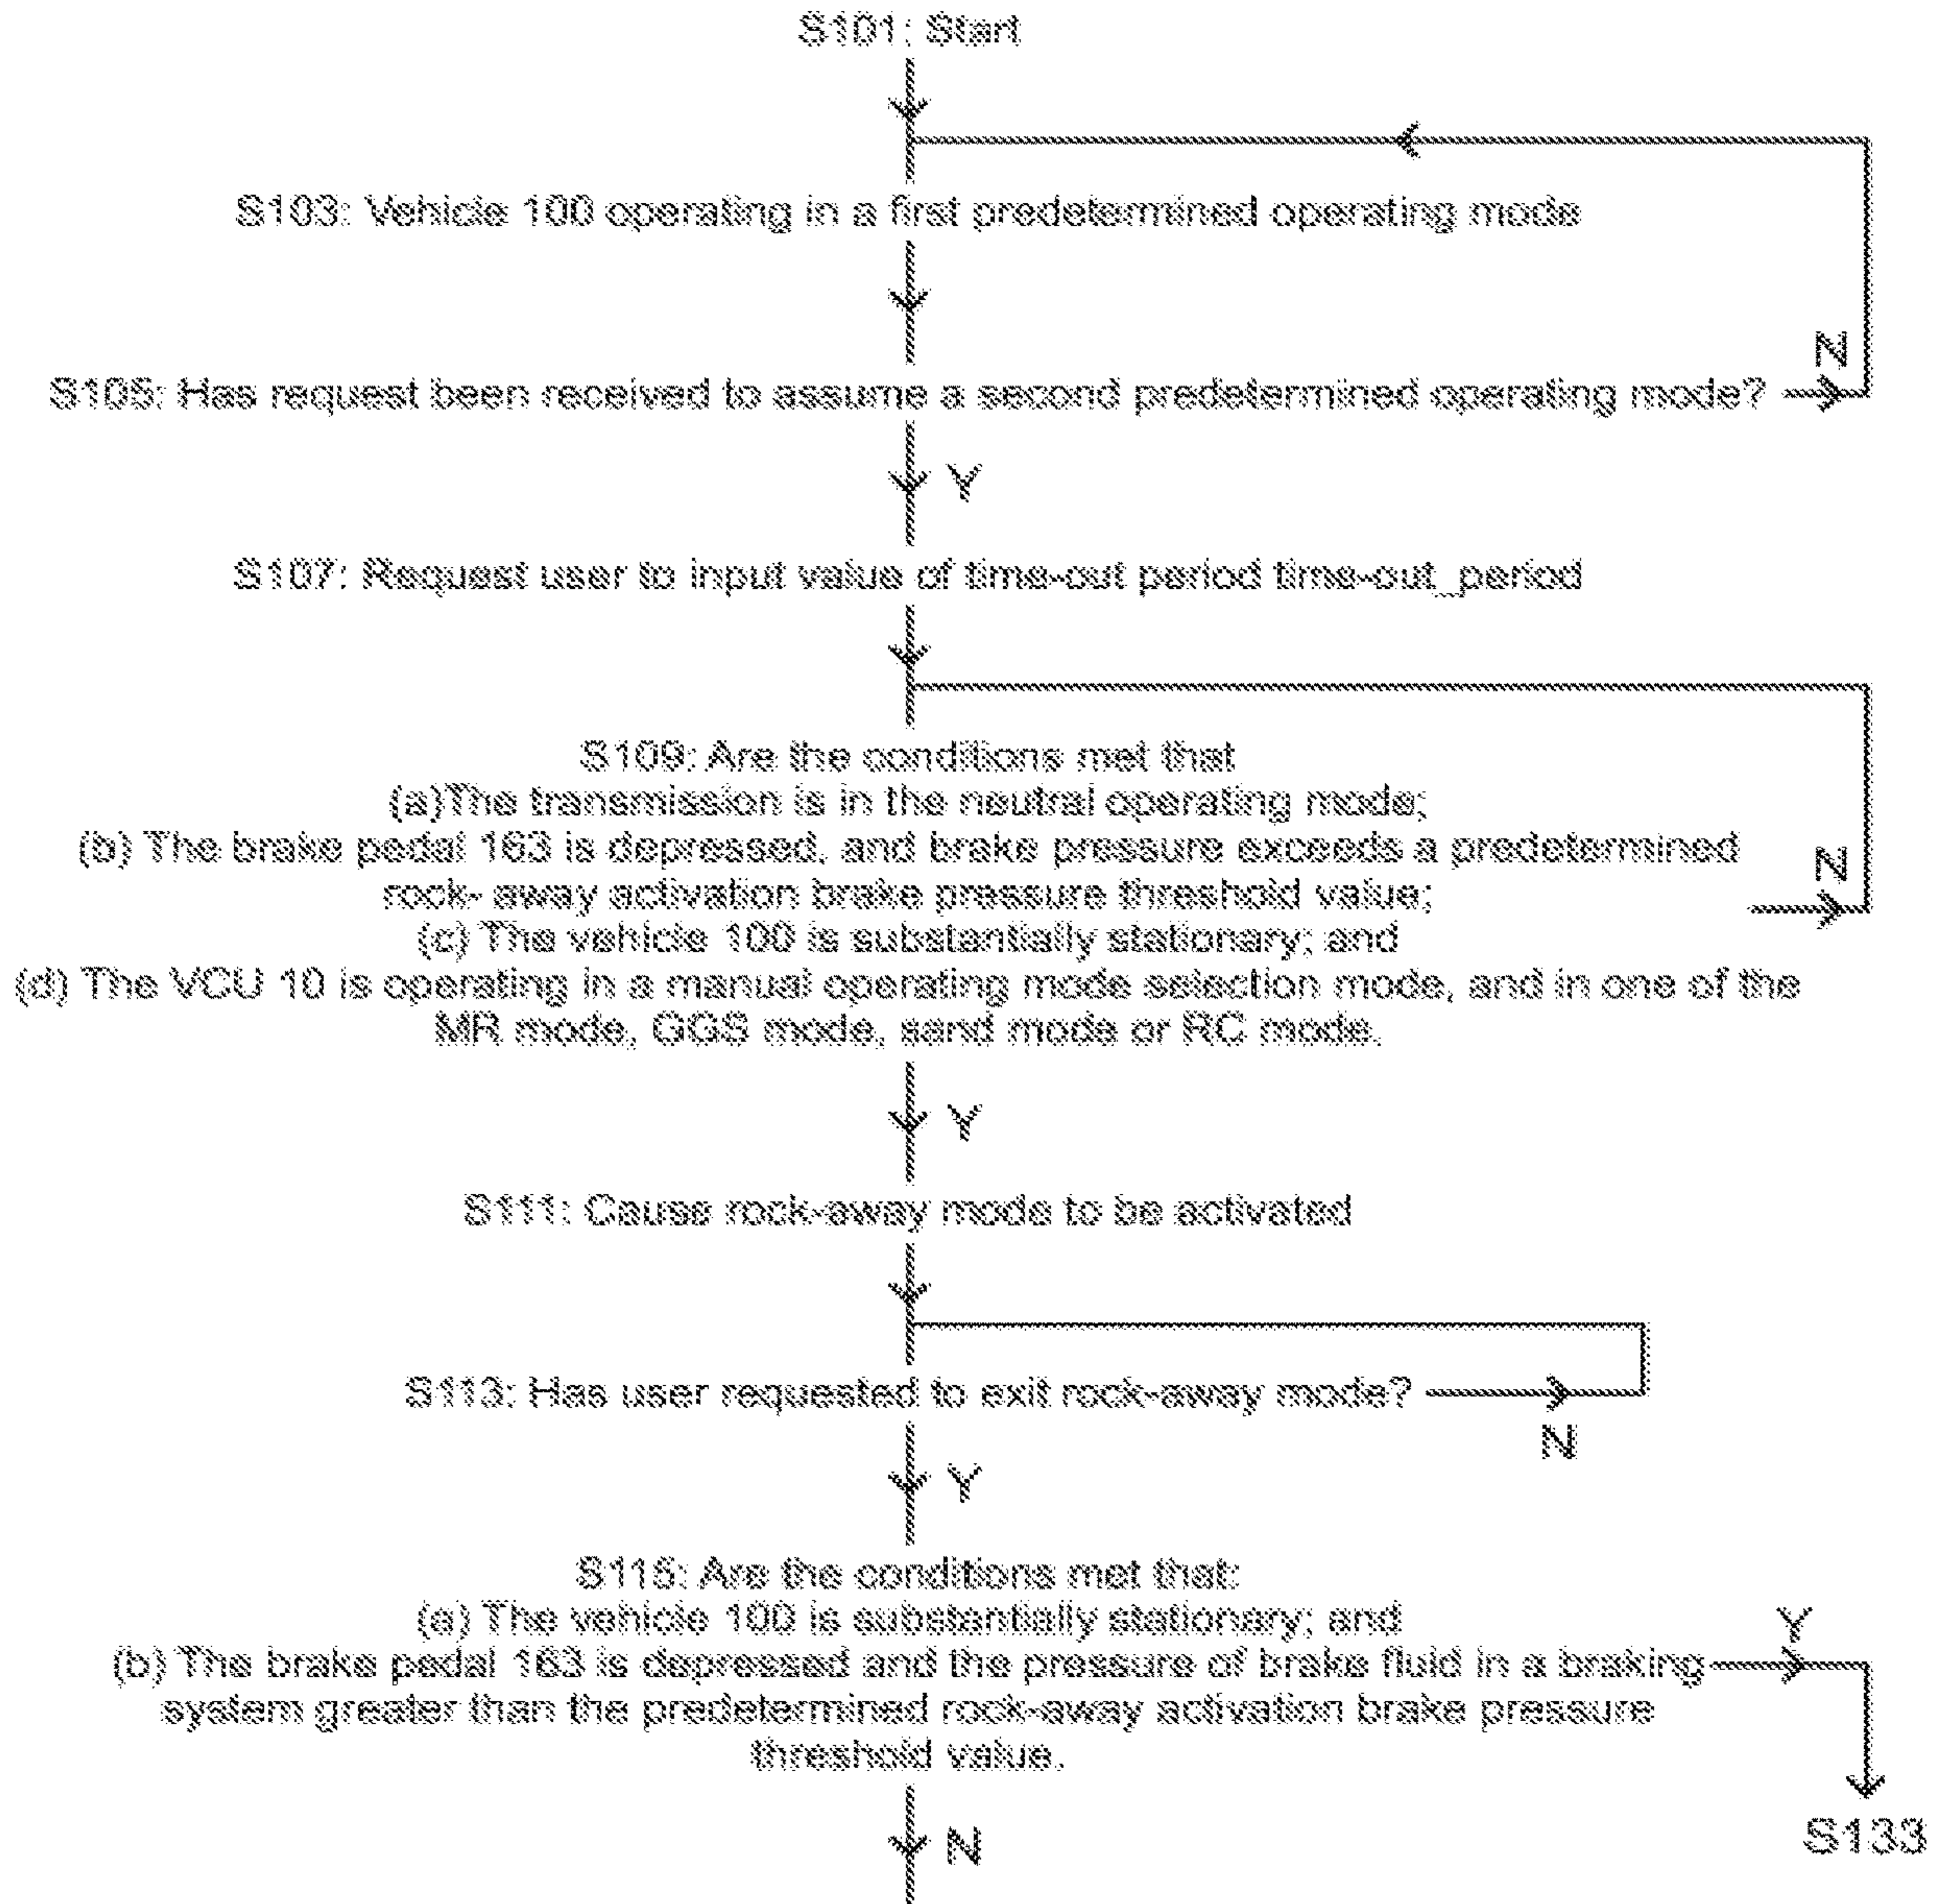 S101: Start
S103: Vehicle 100 operating in a first predetermined operating mode
N
S105: Has request been received to assume a second predetermined operating mode?
Y
S107: Request user to input value of time-out period time-out_period
S109: Are the conditions met that
(a)The transmission is in the neutral operating mode;
(b) The brake pedal 163 is depressed, and brake pressure exceeds a predetermined
N
rock- away activation brake pressure threshold value;
(c) The vehicle 100 is substantially stationary; and
(d) The VCU 10 is operating in a manual operating mode selection mode, and in one of the
MR mode, GGS mode, sand mode or RC mode.
Y
S111: Cause rock-away mode to be activated
S113: Has user requested to exit rock-away mode?
N
Y
S115: Are the conditions met that:
(a) The vehicle 100 is substantially stationary; and
Y
(b) The brake pedal 163 is depressed and the pressure of brake fluid in a braking
system greater than the predetermined rock-away activation brake pressure
threshold value.
S133
N